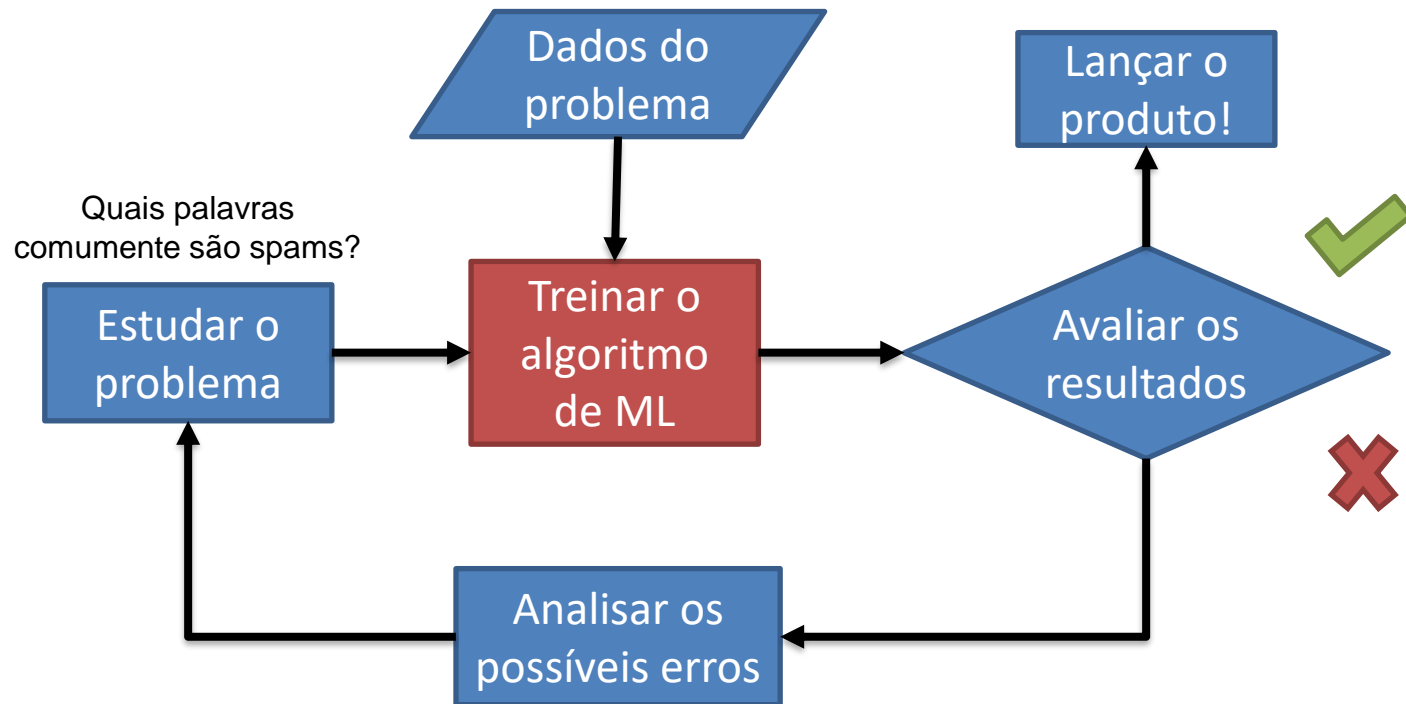 Dados do
problema
Lançar o
produto!
Quais palavras
comumente são spams?
Estudar o
problema
Treinar o
algoritmo
de ML
Avaliar os
resultados
Analisar os
possíveis erros